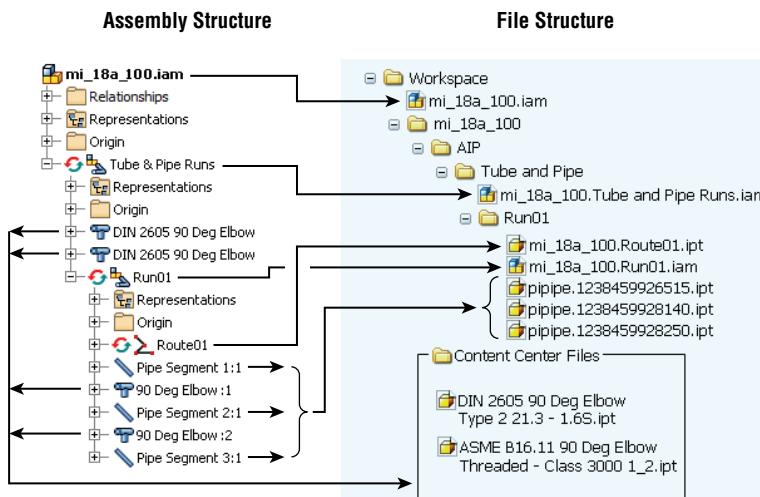 Assembly Structure
File Structure
mi_18a_100.iam
Relationships
Representations
Origin
Tube & Pipe Runs
Representations
Origin
DIN 2605 90 Deg Elbow
DIN 2605 90 Deg Elbow
Run01
Representations
Origin
Route01
Pipe Segment 1:1
90 Deg Elbow :1
Pipe Segment 2:1
90 Deg Elbow :2
Pipe Segment 3:1
Workspace
mi_18a_100.iam
mi_18a_100
AIP
Tube and Pipe
mi_18a_100.Tube and Pipe Runs.iam
Run01
mi_18a_100.Route01.ipt
mi_18a_100.Run01.iam
pipipe.1238459926515.ipt
pipipe.1238459928140.ipt
pipipe.1238459928250.ipt
Content Center Files
DIN 2605 90 Deg Elbow
Type 2 21.3 - 1.6S.ipt
ASME B16.11 90 Deg Elbow
Threaded - Class 3000 1_2.ipt